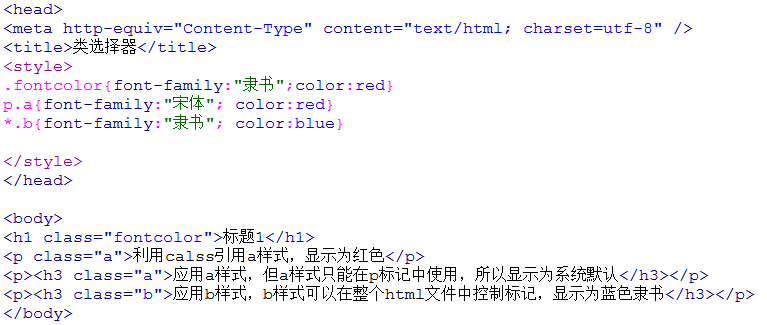 <head>
<meta http-equiv="Content-Type" content="text/html; charset=utf-8" />
<title>类选择器</title>
<style>
.fontcolor{font-family:"隶书";color:red}
p.a{font-family:"宋体"; color:red}
*.b{font-family:"隶书"; color:blue}
</style>
</head>
<body>
<h1 class="fontcolor">标题1</h1>
<p class="a">利用calss引用a样式，显示为红色</p>
<p><h3 class="a">应用a样式，但a样式只能在p标记中使用，所以显示为系统默认</h3></p>
<p><h3 class="b">应用b样式，b样式可以在整个html文件中控制标记，显示为蓝色隶书</h3></p>
</body>